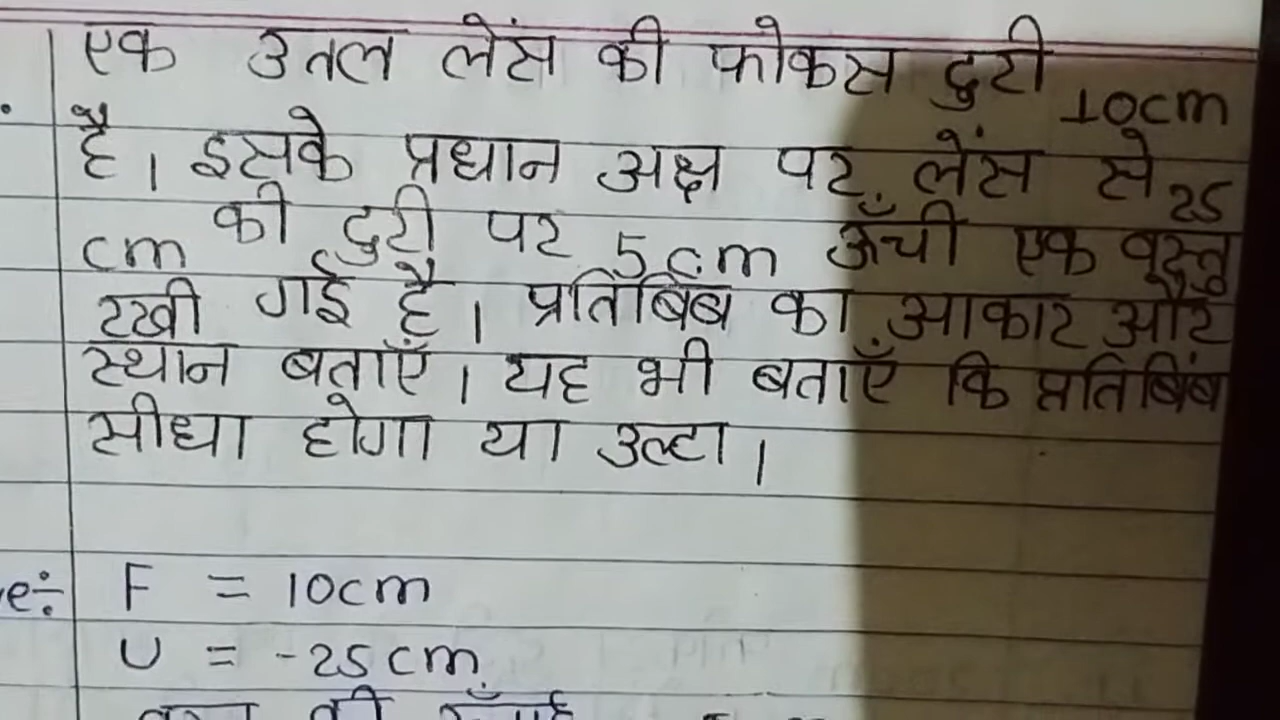 एक उतल लेंस की फोकस दुरी 10cm
है। इसके प्रधान अक्ष पर लेंस से 25
cm की दुरी पर 5cm ऊँची एक वस्तु
रखी गई है। प्रतिबिंब का आकार और
स्थान बताएँ। यह भी बताएँ कि प्रतिबिंब
सीधा होगा या उल्टा।
F = 10cm
U = -25cm